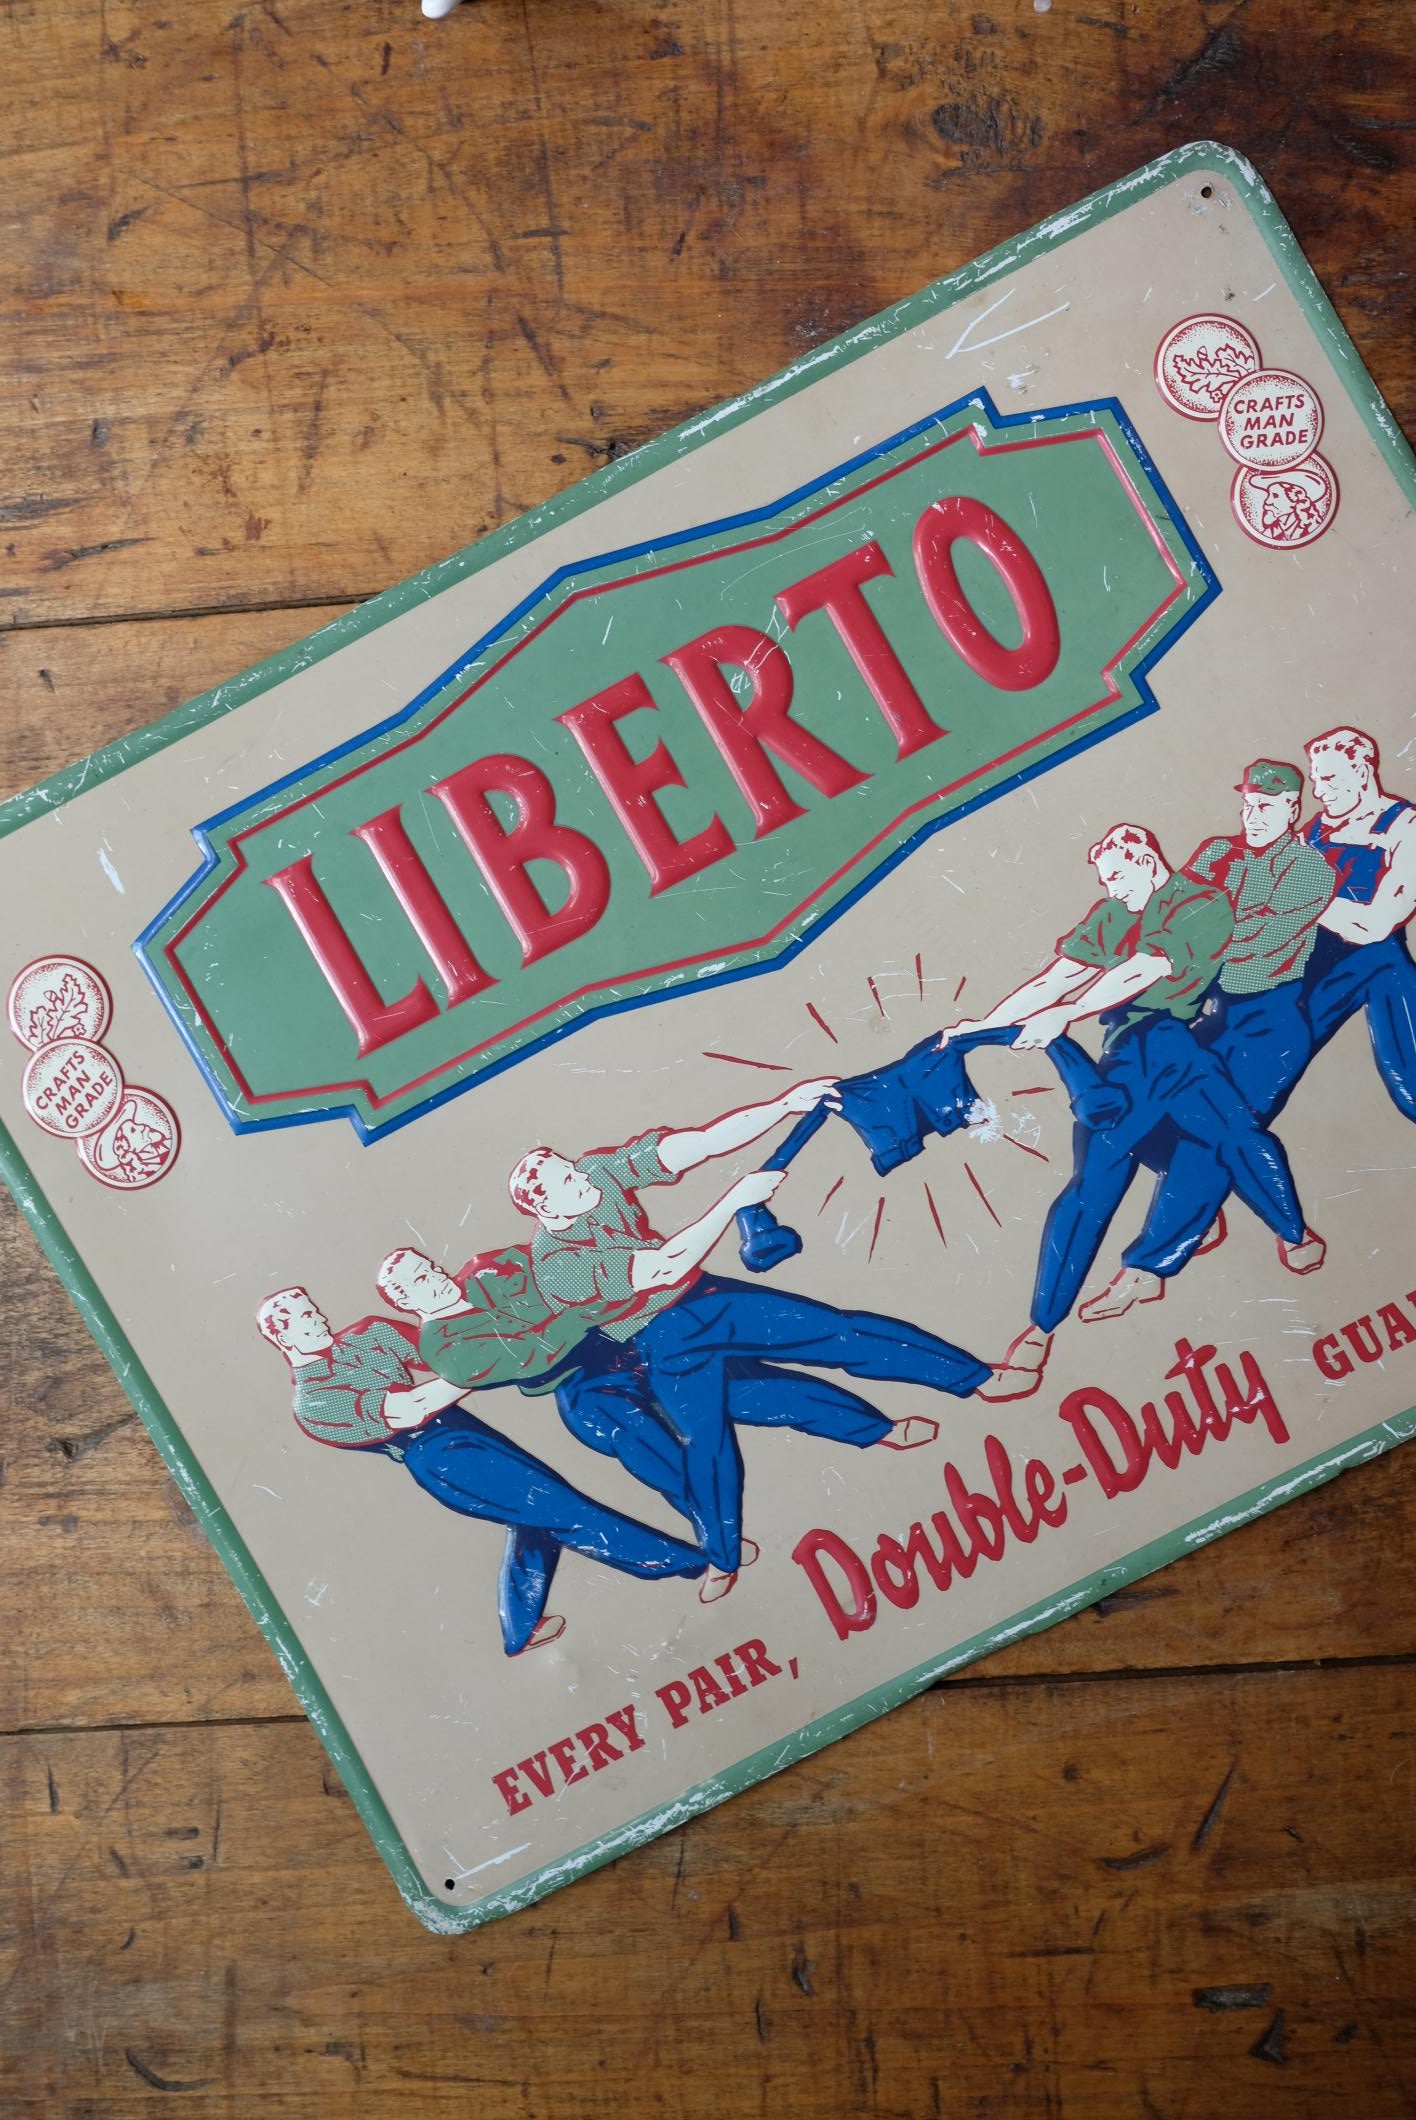 LIBERTO
CRAFTS
MAN
GRADE
CRAFTS
MAN
GRADE
EVERY PAIR, Double-Duty